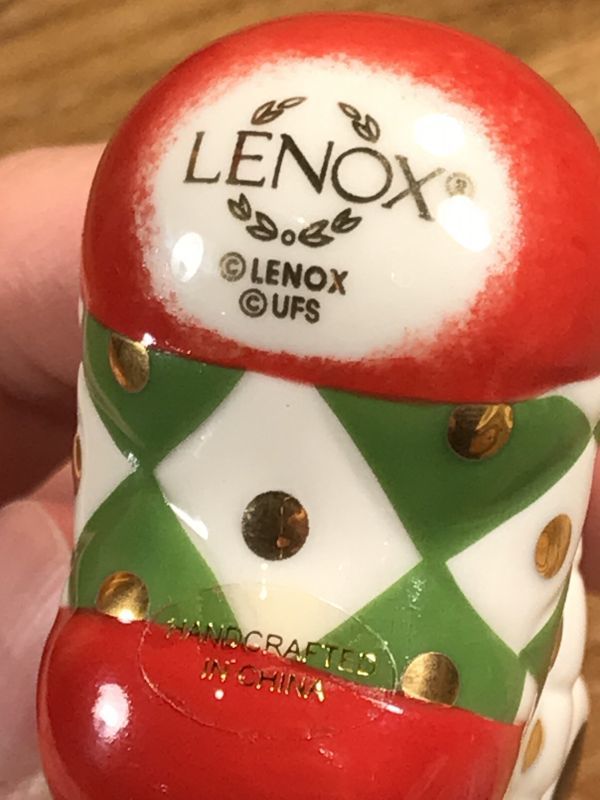 LENOX®
©LENOX
©UFS
HANDCRAFTED
IN CHINA